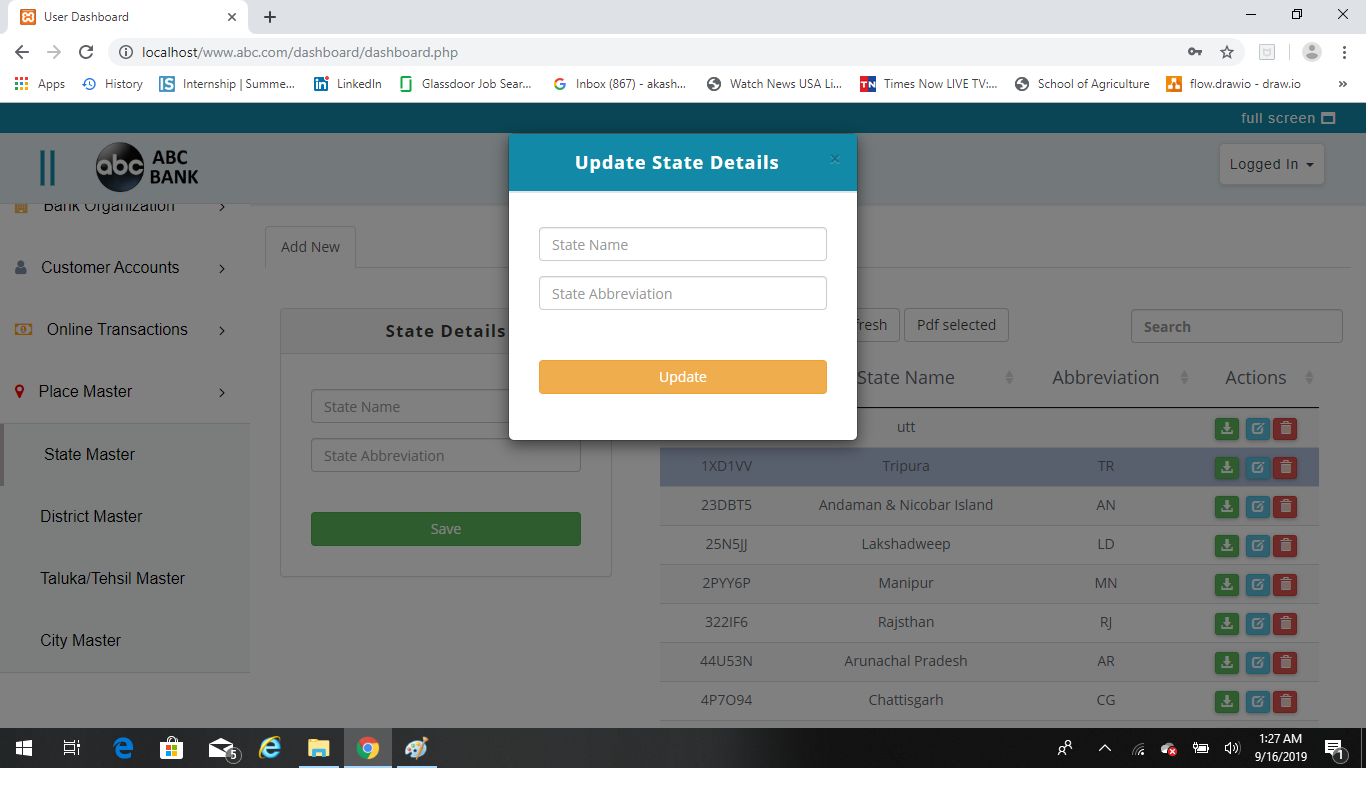 User Dashboard
localhost/www.abc.com/dashboard/dashboard.php
Apps History Internship | Summe... LinkedIn Glassdoor Job Sear... Inbox (867) - akash... Watch News USA Li... TN Times Now LIVE TV:... School of Agriculture flow.drawio - draw.io »
full screen
abc ABC
BANK
Logged In
Update State Details ×
State Name
State Abbreviation
Update
Bank Organization
Customer Accounts
Online Transactions
Place Master
State Master
District Master
Taluka/Tehsil Master
City Master
Add New
State Details
State Name
State Abbreviation
Save
fresh Pdf selected Search
State Name Abbreviation Actions
utt
1XD1VV Tripura TR
23DBT5 Andaman & Nicobar Island AN
25N5JJ Lakshadweep LD
2PYY6P Manipur MN
322IF6 Rajsthan RJ
44U53N Arunachal Pradesh AR
4P7O94 Chattisgarh CG
5
1:27 AM
9/16/2019
1